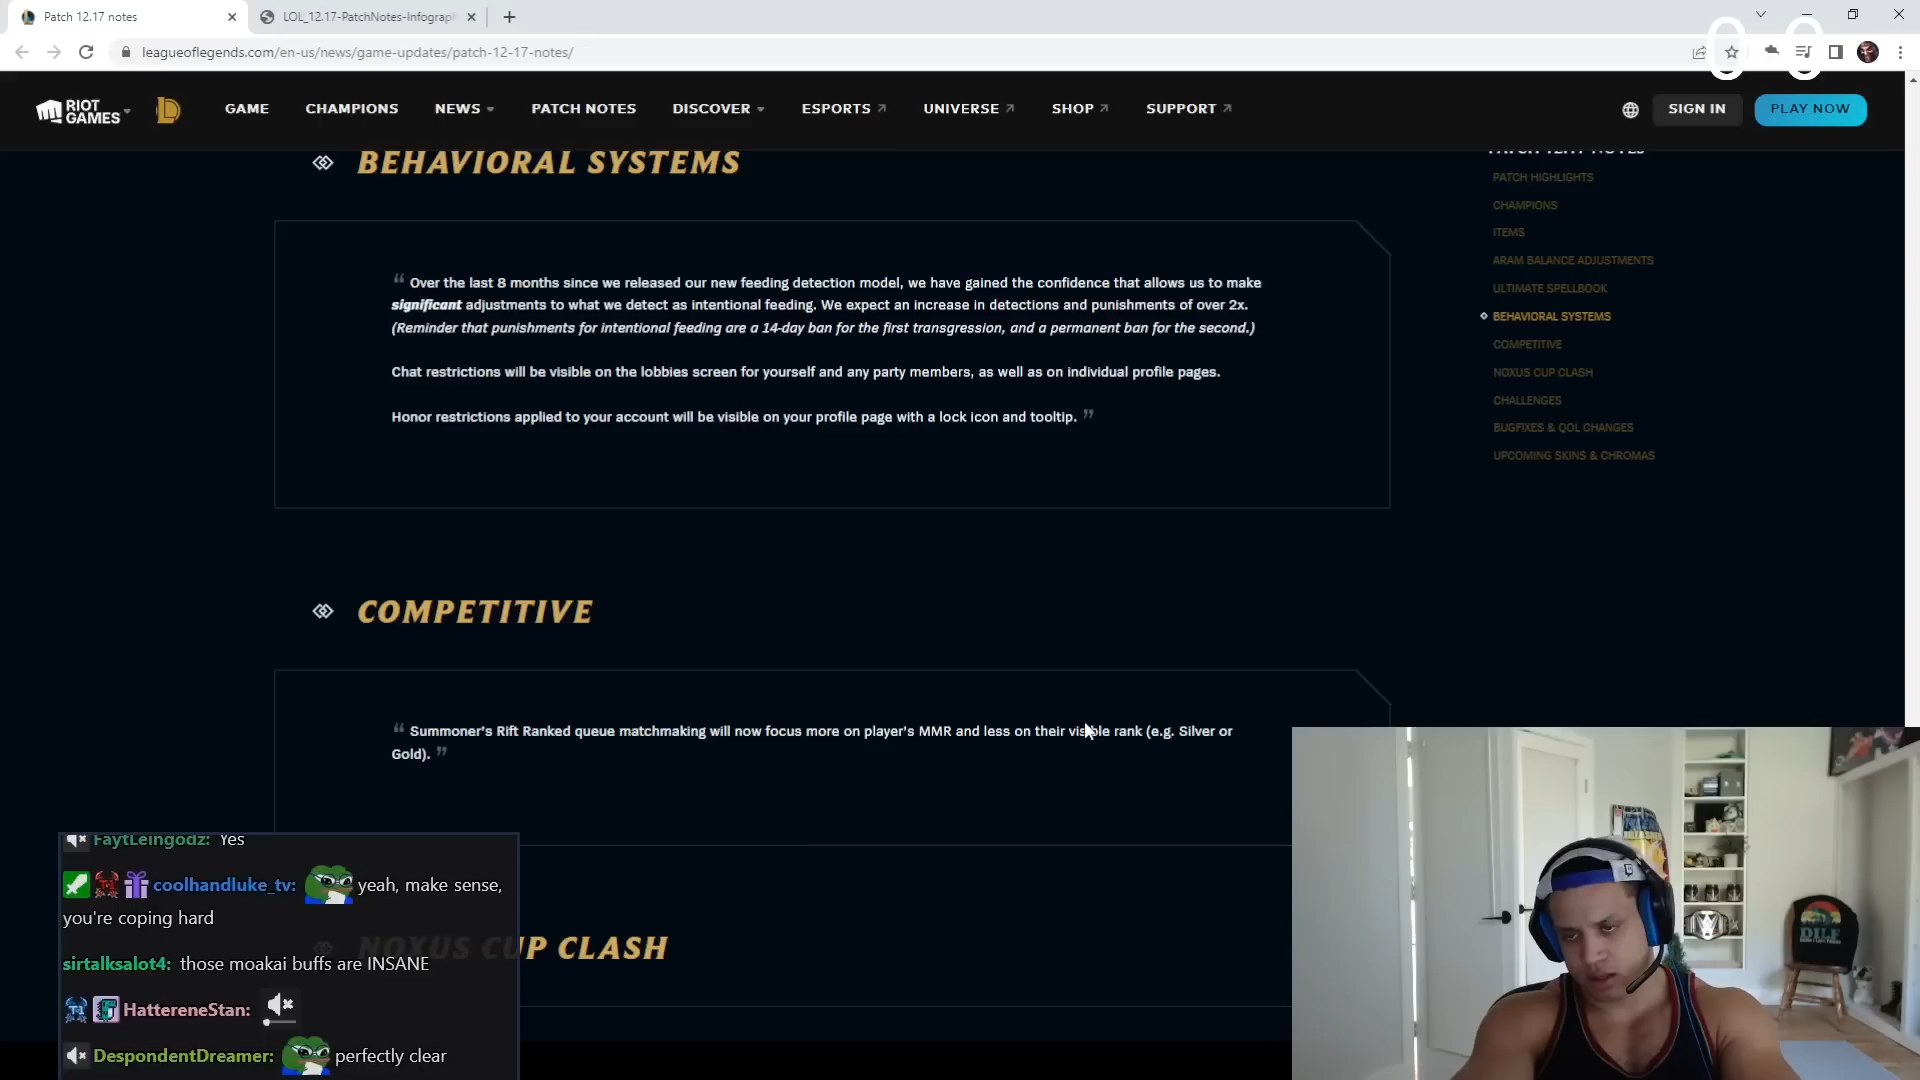 Patch 12.17 notes
LOL_12.17-PatchNotes-Infograph
leagueoflegends.com/en-us/news/game-updates/patch-12-17-notes/
RIOT GAMES
GAME CHAMPIONS NEWS PATCH NOTES DISCOVER ESPORTS UNIVERSE SHOP SUPPORT
SIGN IN
PLAY NOW
BEHAVIORAL SYSTEMS
“ Over the last 8 months since we released our new feeding detection model, we have gained the confidence that allows us to make
significant adjustments to what we detect as intentional feeding. We expect an increase in detections and punishments of over 2x.
(Reminder that punishments for intentional feeding are a 14-day ban for the first transgression, and a permanent ban for the second.)
Chat restrictions will be visible on the lobbies screen for yourself and any party members, as well as on individual profile pages.
Honor restrictions applied to your account will be visible on your profile page with a lock icon and tooltip. ”
PATCH 12.17 NOTES
PATCH HIGHLIGHTS
CHAMPIONS
ITEMS
ARAM BALANCE ADJUSTMENTS
ULTIMATE SPELLBOOK
BEHAVIORAL SYSTEMS
COMPETITIVE
NOXUS CUP CLASH
CHALLENGES
BUGFIXES & QOL CHANGES
UPCOMING SKINS & CHROMAS
COMPETITIVE
“ Summoner's Rift Ranked queue matchmaking will now focus more on player's MMR and less on their visible rank (e.g. Silver or
Gold). ”
NOXUS CUP CLASH
FaytLeingodz: Yes
coolhandluke_tv: yeah, make sense,
you're coping hard
sirtalksalot4: those moakai buffs are INSANE
HattereneStan:
DespondentDreamer: perfectly clear
DILF